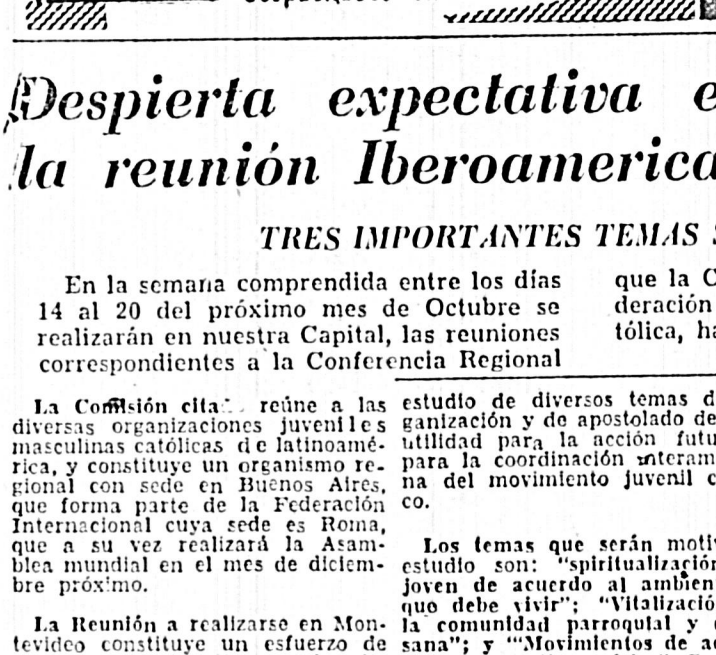 Despierta expectativa e
la reunión Iberoamerica
TRES IMPORTANTES TEMAS
En la semana comprendida entre los días
14 al 20 del próximo mes de Octubre se
realizarán en nuestra Capital, las reuniones
correspondientes a la Conferencia Regional
que la C
deración
tólica, ha
La Comisión reúne a las
diversas organizaciones juveniles
masculinas católicas de latinoamé-
rica, y constituye un organismo re-
gional con sede en Buenos Aires,
que forma parte de la Federación
Internacional cuya sede es Roma,
que a su vez realizará la Asam-
blea mundial en el mes de diciem-
bre próximo.
La Reunión a realizarse en Mon-
tevideo constituye un esfuerzo de
estudio de diversos temas d
ganización y de apostolado de
utilidad para la acción futu
para la coordinación interam
na del movimiento juvenil c
co.
Los temas que serán motiv
estudio son: "spiritualización
joven de acuerdo al ambien
que debe vivir"; "Vitalizació
la comunidad parroquial y
sana"; y "'Movimientos de a